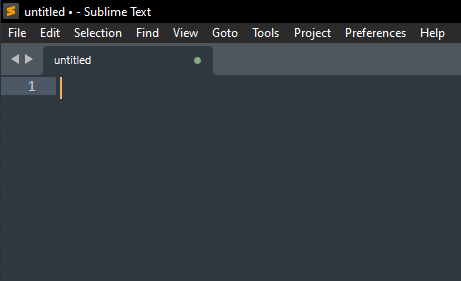 untitled • - Sublime Text
File Edit Selection Find View Goto Tools Project Preferences Help
untitled
1